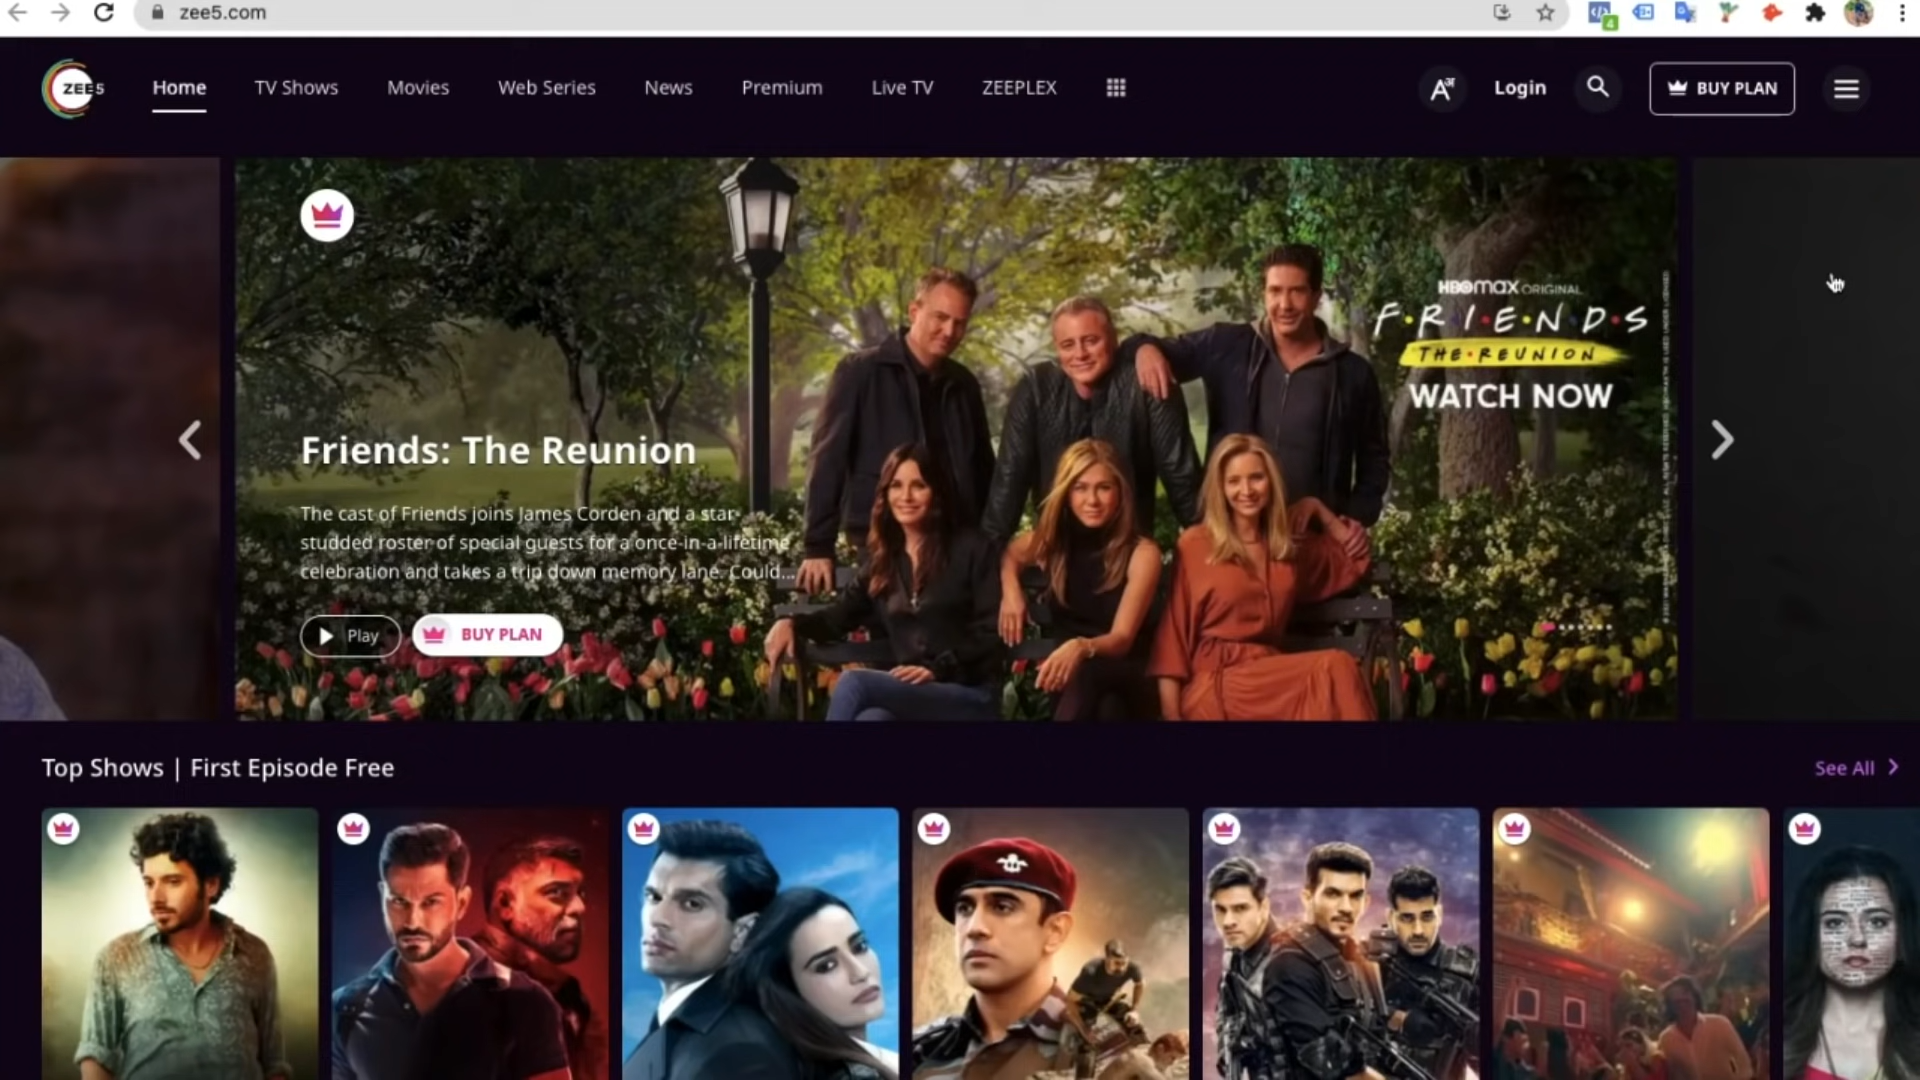 zee5.com
4
ZEE5
Home
TV Shows
Movies
Web Series
News
Premium
Live TV
ZEEPLEX
Login
BUY PLAN
HBOMAX ORIGINAL
F·R·I·E·N·D·S
THE·REUNION
WATCH NOW
Friends: The Reunion
The cast of Friends joins James Corden and a star-
studded roster of special guests for a once-in-a-lifetime
celebration and takes a trip down memory lane. Could...
Play
BUY PLAN
Top Shows | First Episode Free
See All